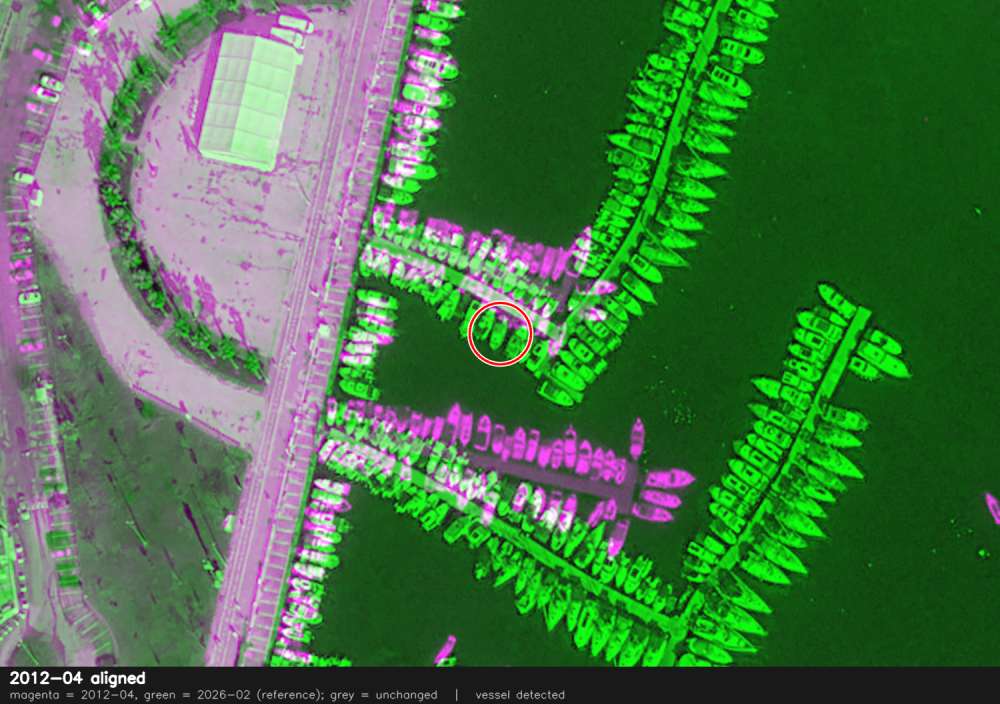 2012-04 aligned
magenta = 2012-04, green = 2026-02 (reference); grey = unchanged | vessel detected